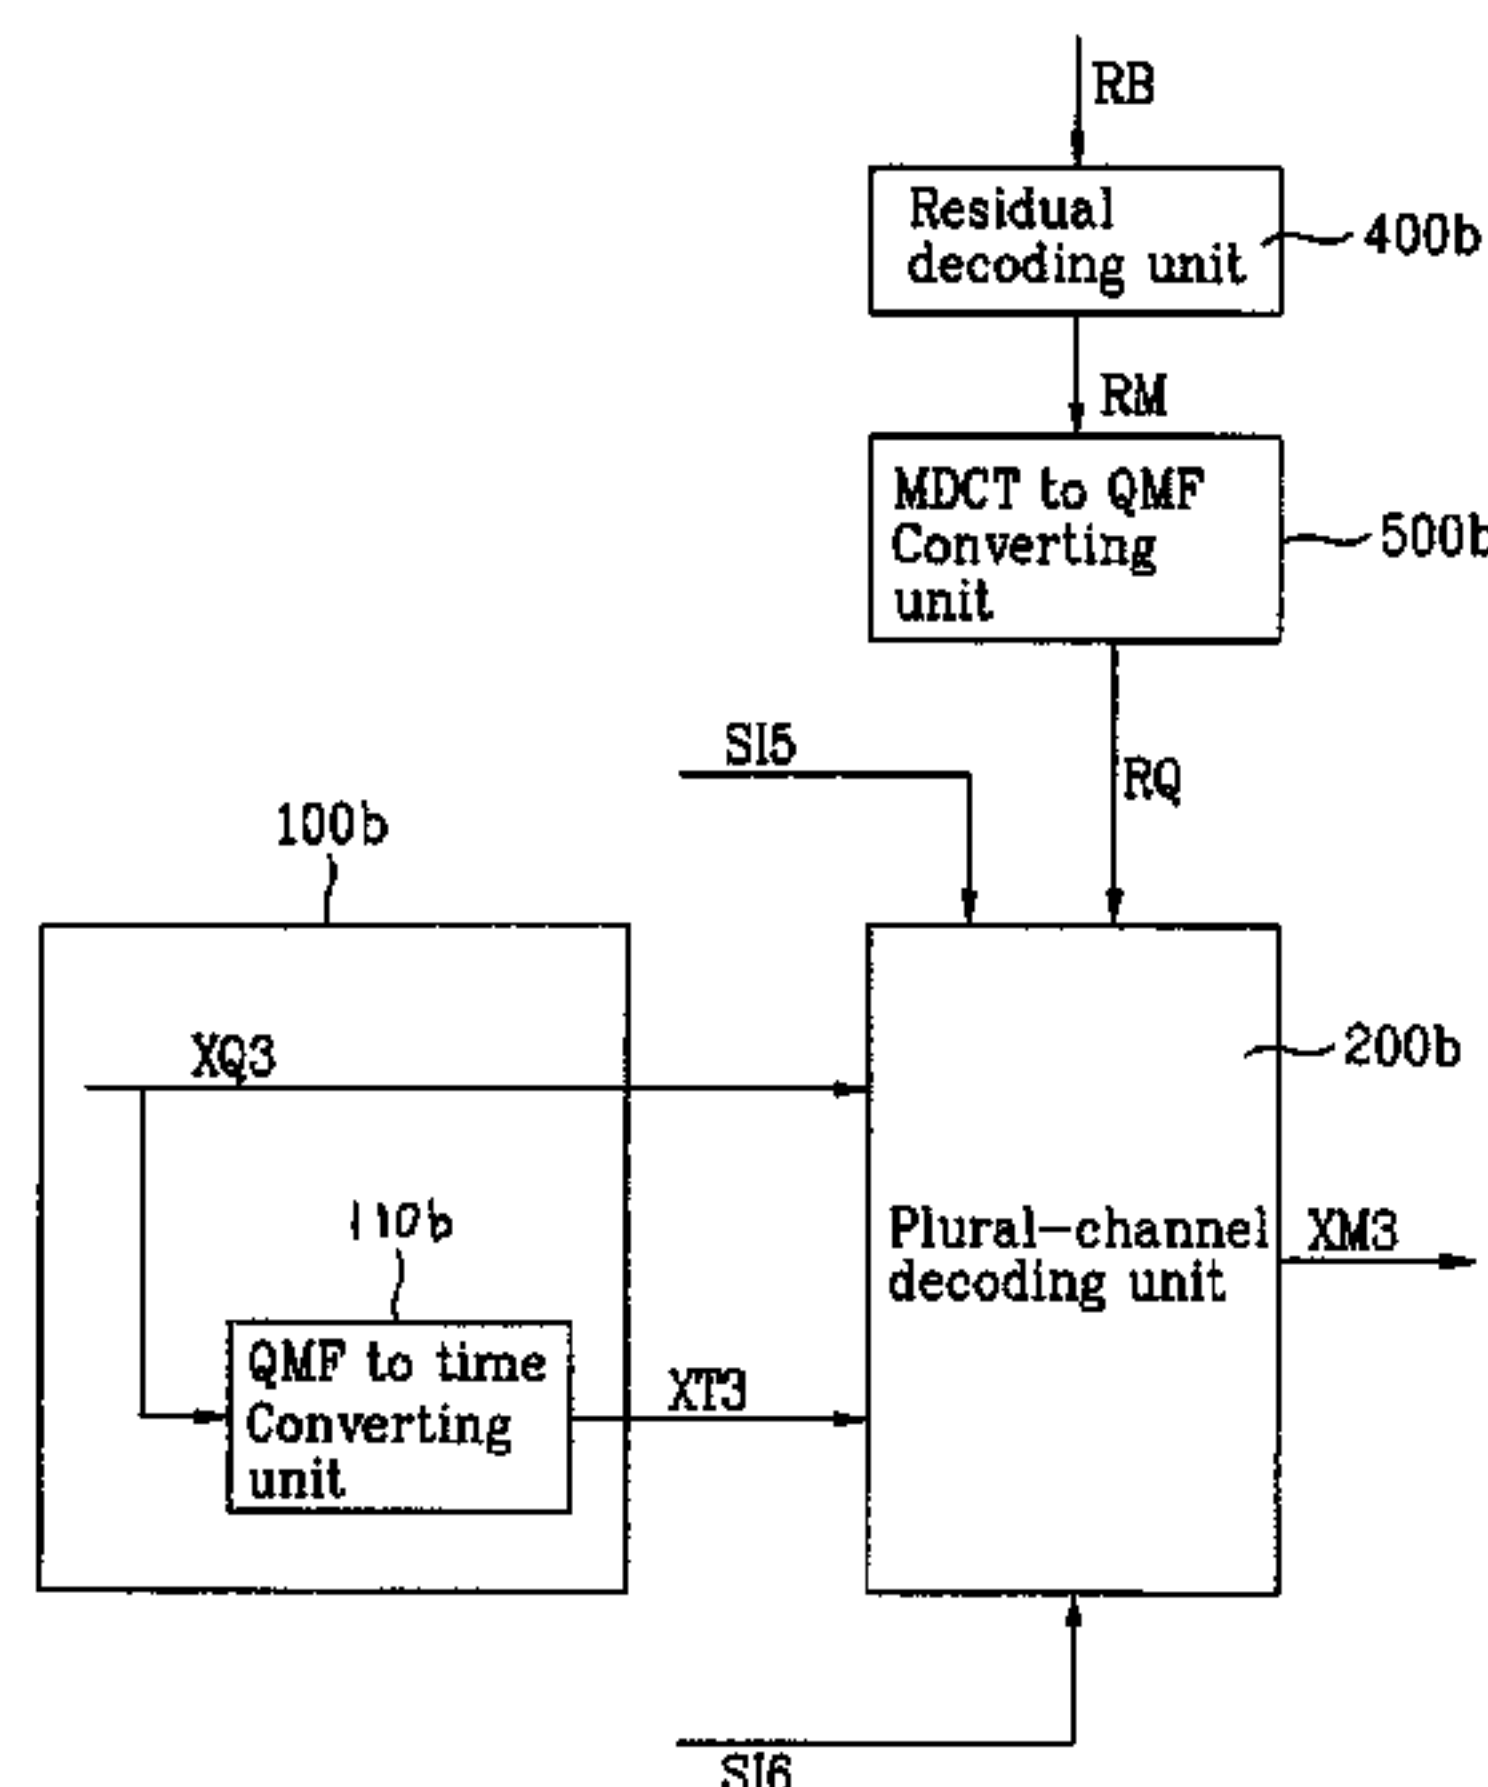 RB
Residual
decoding unit
400b
RM
MDCT to QMF
Converting
unit
500b
SI5
RQ
100b
XQ3
200b
110b
Plural-channel
decoding unit
XM3
QMF to time
Converting
unit
XT3
SI6